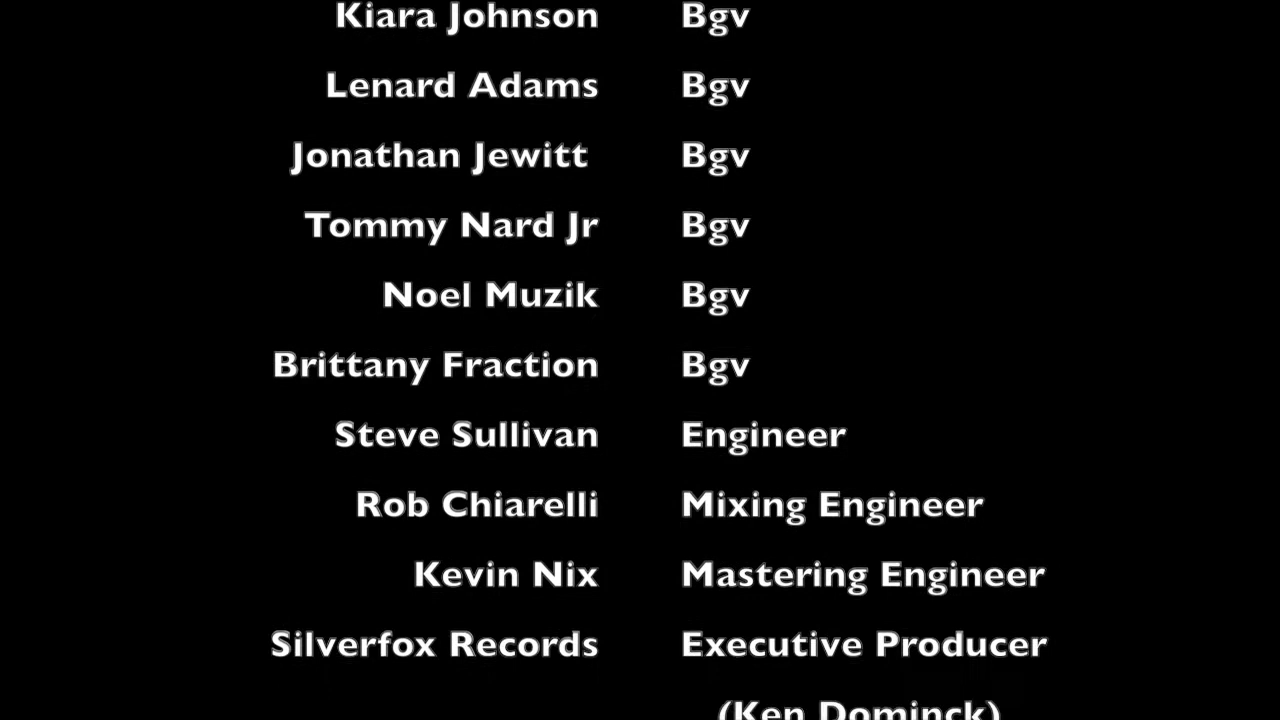 Kiara Johnson Bgv
Lenard Adams Bgv
Jonathan Jewitt Bgv
Tommy Nard Jr Bgv
Noel Muzik Bgv
Brittany Fraction Bgv
Steve Sullivan Engineer
Rob Chiarelli Mixing Engineer
Kevin Nix Mastering Engineer
Silverfox Records Executive Producer
(Ken Dominck)